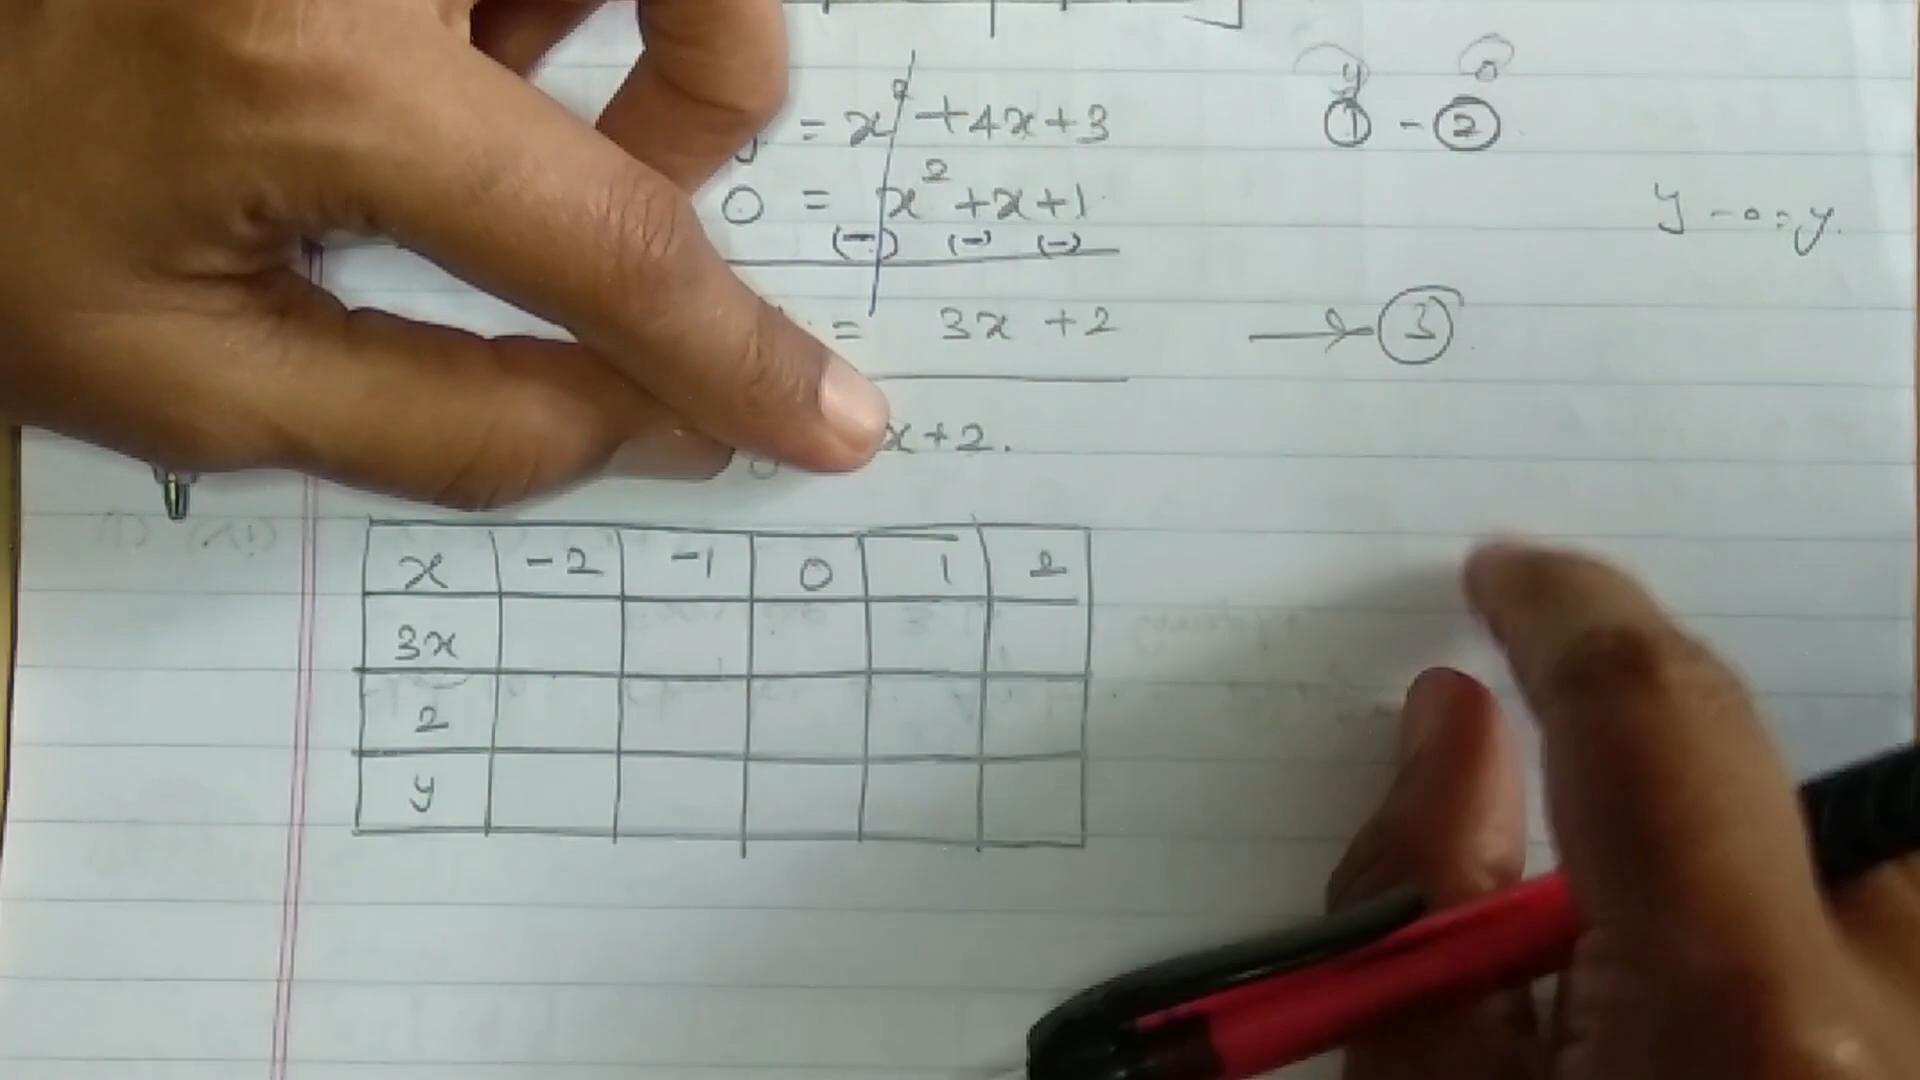 = x² + 4x + 3
① - ②
y
0
0 = x² + x + 1
(-) (-) (-)
y - 0 = y.
= 3x + 2 → ③
x + 2.
x -2 -1 0 1 2
3x
2
y